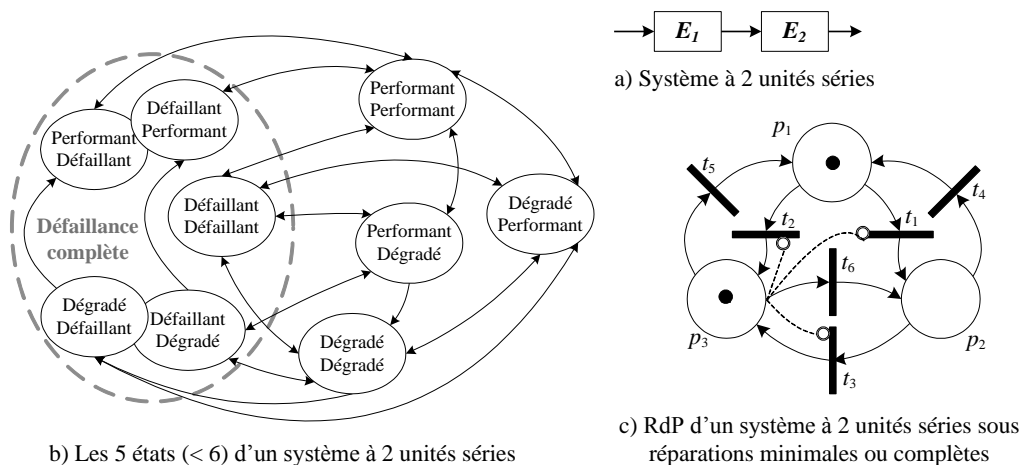 E1
E2
a) Système à 2 unités séries
Performant
Défaillant
Défaillant
Performant
Performant
Performant
Défaillant
Défaillant
Dégradé
Performant
Performant
Dégradé
Défaillance
complète
Dégradé
Défaillant
Défaillant
Dégradé
Dégradé
Dégradé
b) Les 5 états (< 6) d'un système à 2 unités séries
p1
t5
t4
t2
t1
t6
p3
p2
t3
c) RdP d'un système à 2 unités séries sous
réparations minimales ou complètes